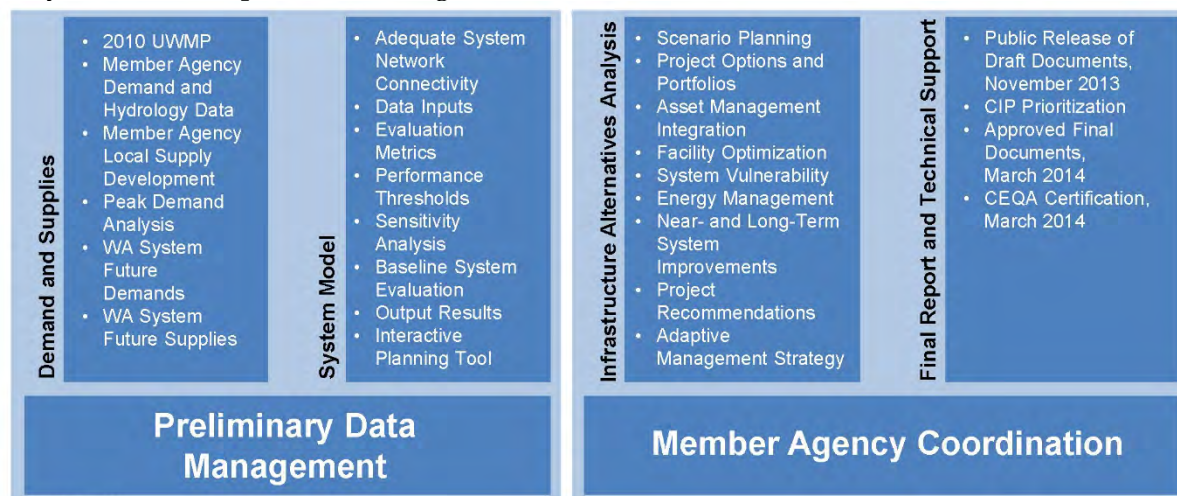 Demand and Supplies
• 2010 UWMP
• Member Agency
Demand and
Hydrology Data
• Member Agency
Local Supply
Development
• Peak Demand
Analysis
• WA System
Future
Demands
• WA System
Future Supplies
System Model
• Adequate System
Network
Connectivity
• Data Inputs
• Evaluation
Metrics
• Performance
Thresholds
• Sensitivity
Analysis
• Baseline System
Evaluation
• Output Results
• Interactive
Planning Tool
Preliminary Data
Management
Infrastructure Alternatives Analysis
• Scenario Planning
• Project Options and
Portfolios
• Asset Management
Integration
• Facility Optimization
• System Vulnerability
• Energy Management
• Near- and Long-Term
System
Improvements
• Project
Recommendations
• Adaptive
Management Strategy
Final Report and Technical Support
• Public Release of
Draft Documents,
November 2013
• CIP Prioritization
• Approved Final
Documents,
March 2014
• CEQA Certification,
March 2014
Member Agency Coordination